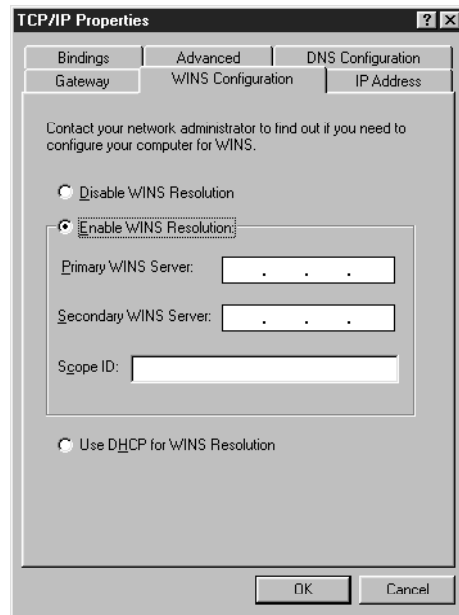 TCP/IP Properties
? X
Bindings Advanced DNS Configuration
Gateway WINS Configuration IP Address
Contact your network administrator to find out if you need to
configure your computer for WINS.
Disable WINS Resolution
Enable WINS Resolution:
Primary WINS Server: . . .
Secondary WINS Server: . . .
Scope ID:
Use DHCP for WINS Resolution
OK Cancel